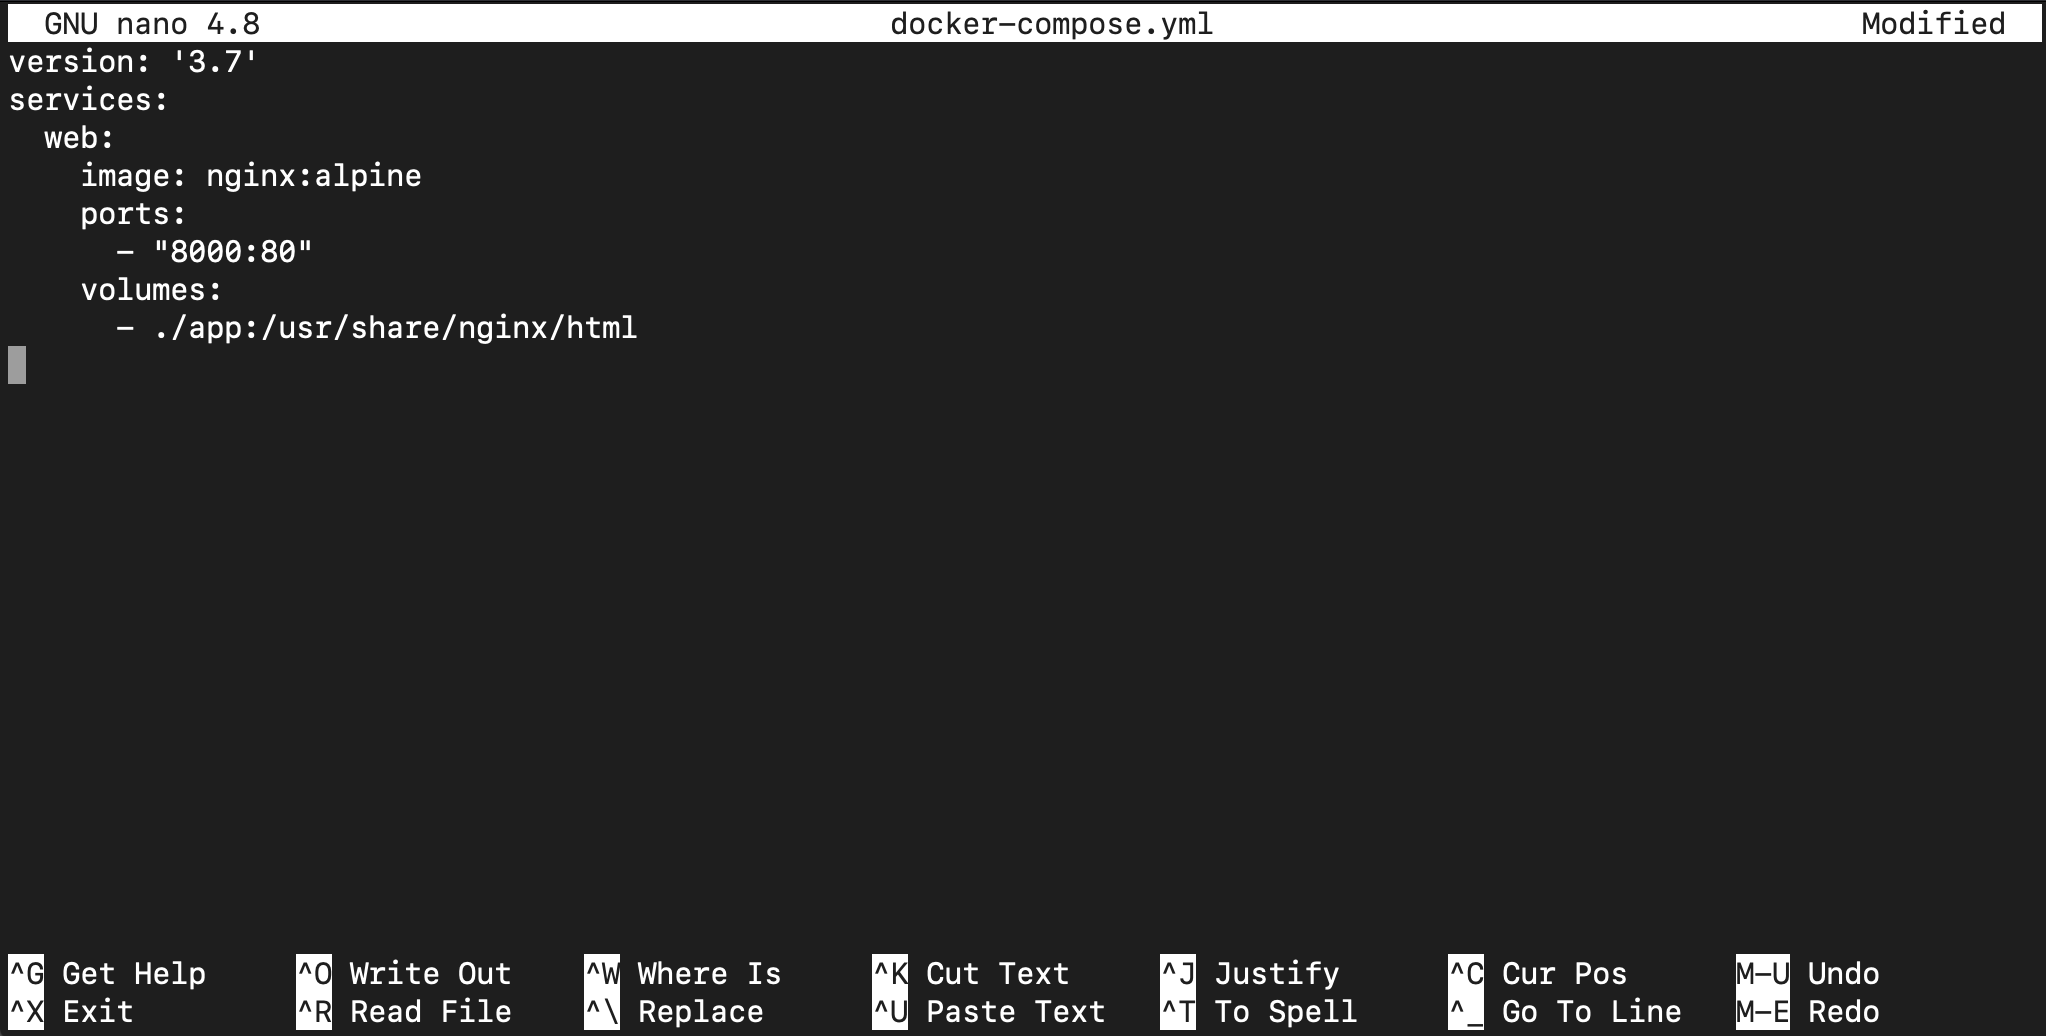 GNU nano 4.8 docker-compose.yml Modified
version: '3.7'
services:
  web:
    image: nginx:alpine
    ports:
      - "8000:80"
    volumes:
      - ./app:/usr/share/nginx/html
^G Get Help ^O Write Out ^W Where Is ^K Cut Text ^J Justify ^C Cur Pos M-U Undo
^X Exit ^R Read File ^\ Replace ^U Paste Text ^T To Spell ^_ Go To Line M-E Redo